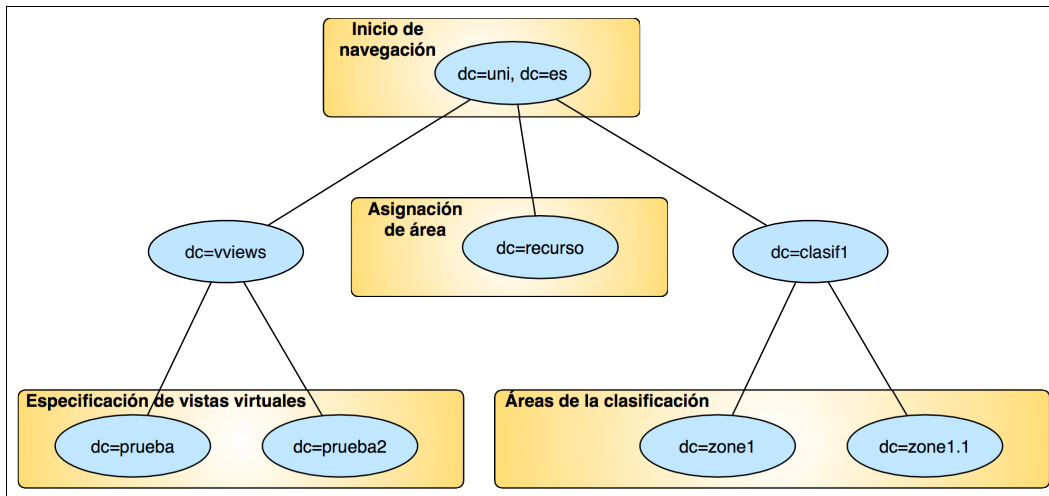 Inicio de
navegación
dc=uni, dc=es
Asignación
de área
dc=vviews
dc=recurso
dc=clasif1
Especificación de vistas virtuales
Áreas de la clasificación
dc=prueba
dc=prueba2
dc=zone1
dc=zone1.1